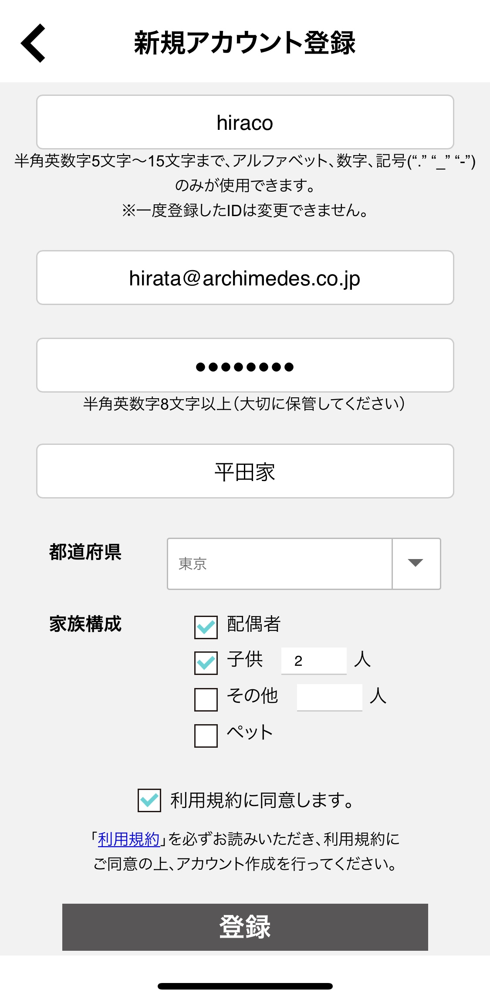 新規アカウント登録
hiraco
半角英数字5文字〜15文字まで、アルファベット、数字、記号(“.” “_” “-”)
のみが使用できます。
※一度登録したIDは変更できません。
hirata@archimedes.co.jp
●●●●●●●●
半角英数字8文字以上（大切に保管してください）
平田家
都道府県 東京
家族構成 配偶者
子供 2 人
その他 人
ペット
利用規約に同意します。
「利用規約」を必ずお読みいただき、利用規約に
ご同意の上、アカウント作成を行ってください。
登録